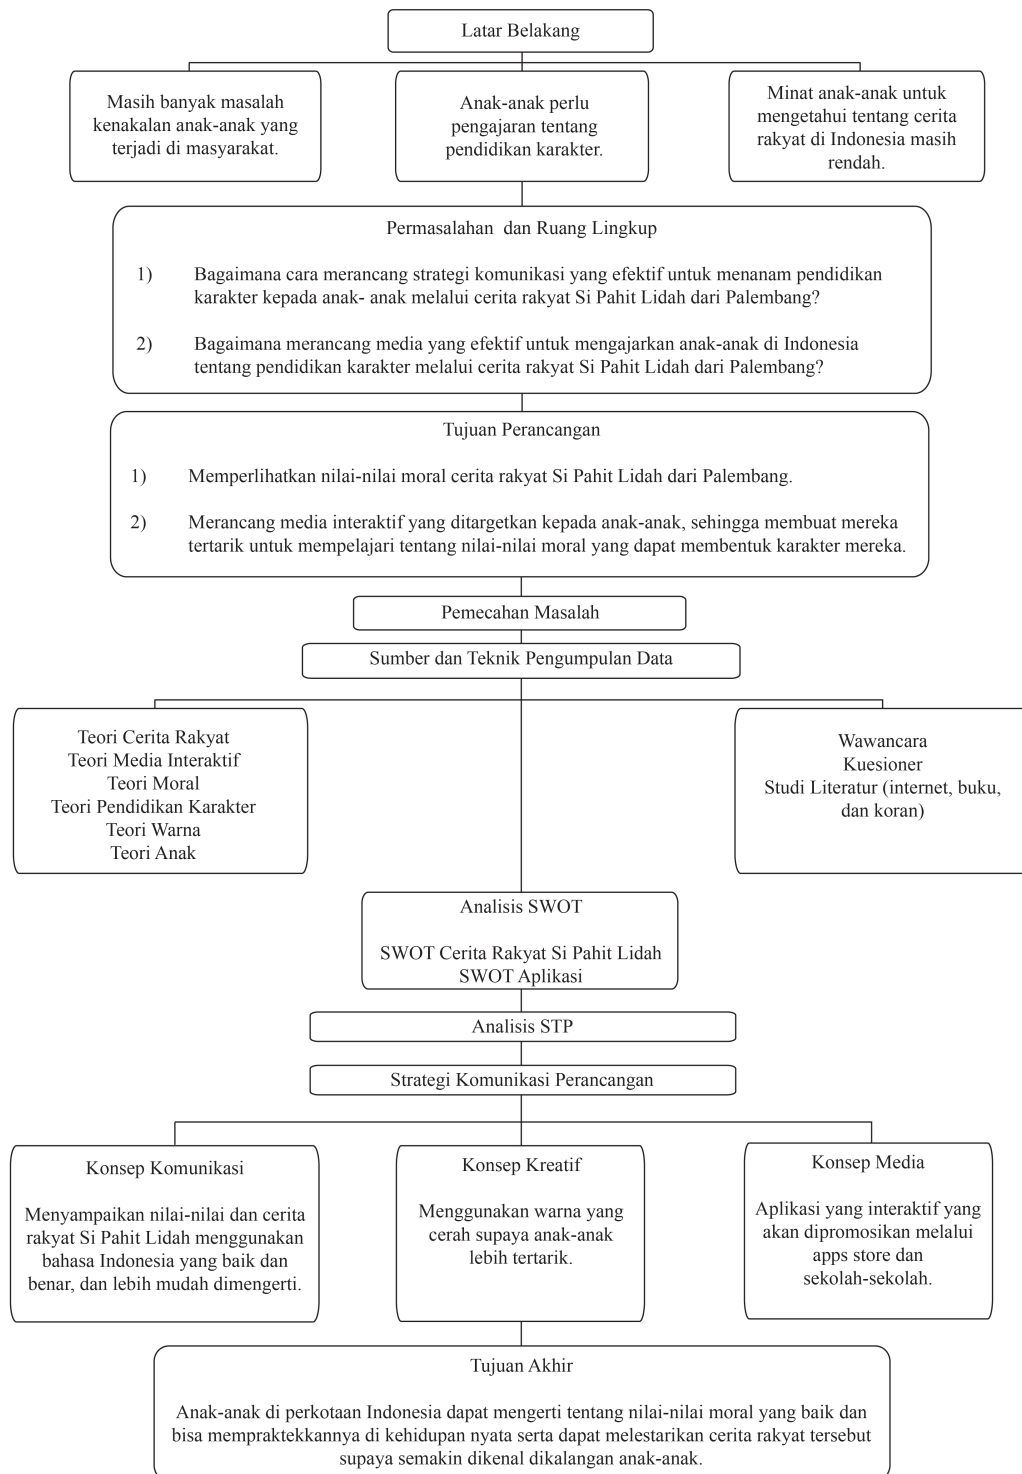 Latar Belakang
Masih banyak masalah
kenakalan anak-anak yang
terjadi di masyarakat.
Anak-anak perlu
pengajaran tentang
pendidikan karakter.
Minat anak-anak untuk
mengetahui tentang cerita
rakyat di Indonesia masih
rendah.
Permasalahan dan Ruang Lingkup
1) Bagaimana cara merancang strategi komunikasi yang efektif untuk menanam pendidikan
karakter kepada anak- anak melalui cerita rakyat Si Pahit Lidah dari Palembang?
2) Bagaimana merancang media yang efektif untuk mengajarkan anak-anak di Indonesia
tentang pendidikan karakter melalui cerita rakyat Si Pahit Lidah dari Palembang?
Tujuan Perancangan
1) Memperlihatkan nilai-nilai moral cerita rakyat Si Pahit Lidah dari Palembang.
2) Merancang media interaktif yang ditargetkan kepada anak-anak, sehingga membuat mereka
tertarik untuk mempelajari tentang nilai-nilai moral yang dapat membentuk karakter mereka.
Pemecahan Masalah
Sumber dan Teknik Pengumpulan Data
Teori Cerita Rakyat
Teori Media Interaktif
Teori Moral
Teori Pendidikan Karakter
Teori Warna
Teori Anak
Wawancara
Kuesioner
Studi Literatur (internet, buku,
dan koran)
Analisis SWOT
SWOT Cerita Rakyat Si Pahit Lidah
SWOT Aplikasi
Analisis STP
Strategi Komunikasi Perancangan
Konsep Komunikasi
Menyampaikan nilai-nilai dan cerita
rakyat Si Pahit Lidah menggunakan
bahasa Indonesia yang baik dan
benar, dan lebih mudah dimengerti.
Konsep Kreatif
Menggunakan warna yang
cerah supaya anak-anak
lebih tertarik.
Konsep Media
Aplikasi yang interaktif yang
akan dipromosikan melalui
apps store dan
sekolah-sekolah.
Tujuan Akhir
Anak-anak di perkotaan Indonesia dapat mengerti tentang nilai-nilai moral yang baik dan
bisa mempraktekkannya di kehidupan nyata serta dapat melestarikan cerita rakyat tersebut
supaya semakin dikenal dikalangan anak-anak.